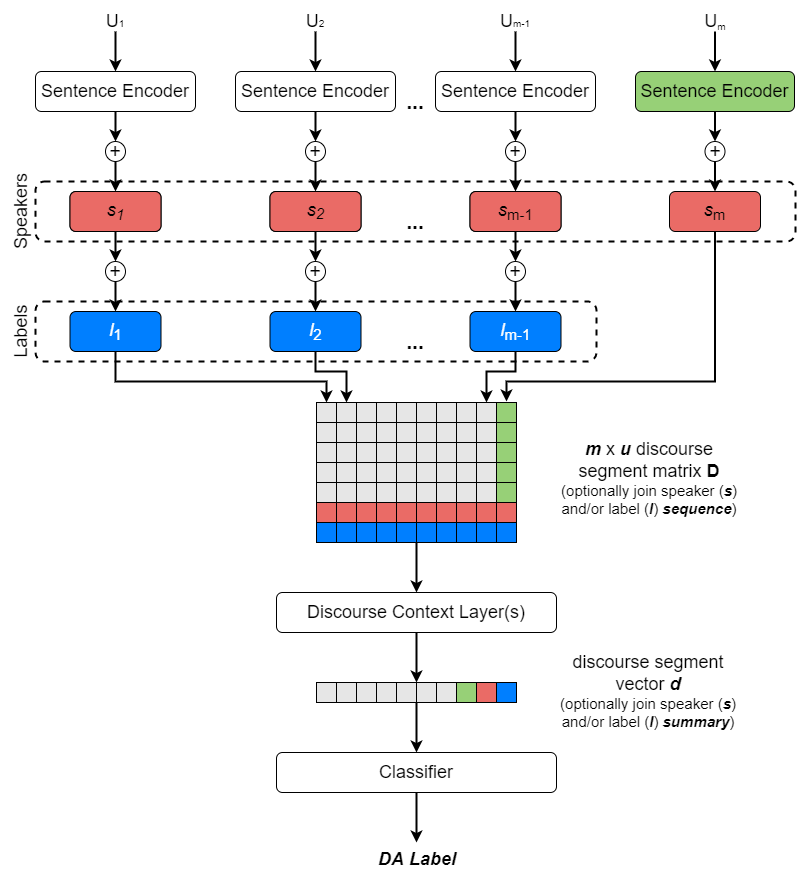 U1 U2 Um-1 Um
Sentence Encoder Sentence Encoder ... Sentence Encoder Sentence Encoder
+ + + +
Speakers s1 s2 ... sm-1 sm
+ + +
Labels l1 l2 ... lm-1
m x u discourse
segment matrix D
(optionally join speaker (s)
and/or label (l) sequence)
Discourse Context Layer(s)
discourse segment
vector d
(optionally join speaker (s)
and/or label (l) summary)
Classifier
DA Label